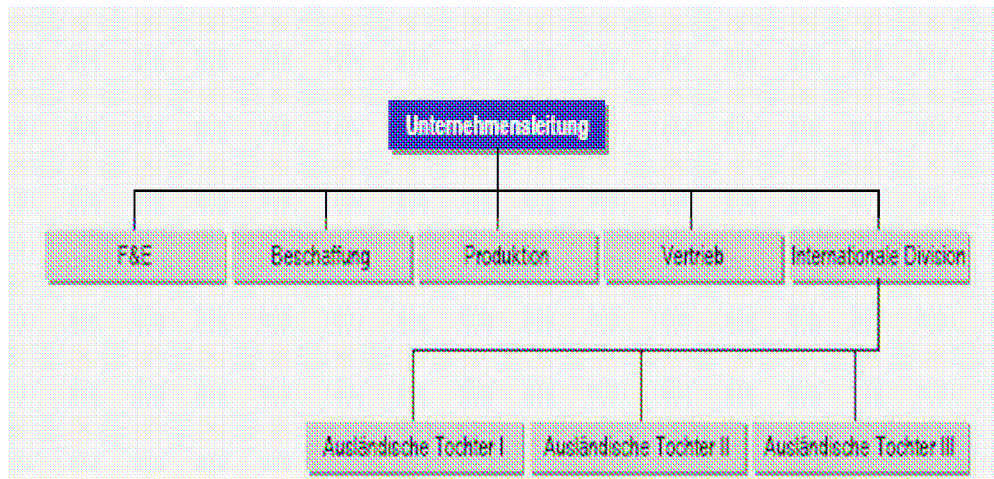 Unternehmensleitung
F&E
Beschaffung
Produktion
Vertrieb
Internationale Division
Ausländische Tochter I
Ausländische Tochter II
Ausländische Tochter III